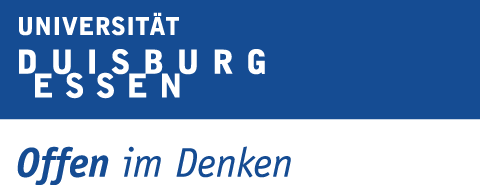 UNIVERSITÄT
DUISBURG
ESSEN
Offen im Denken